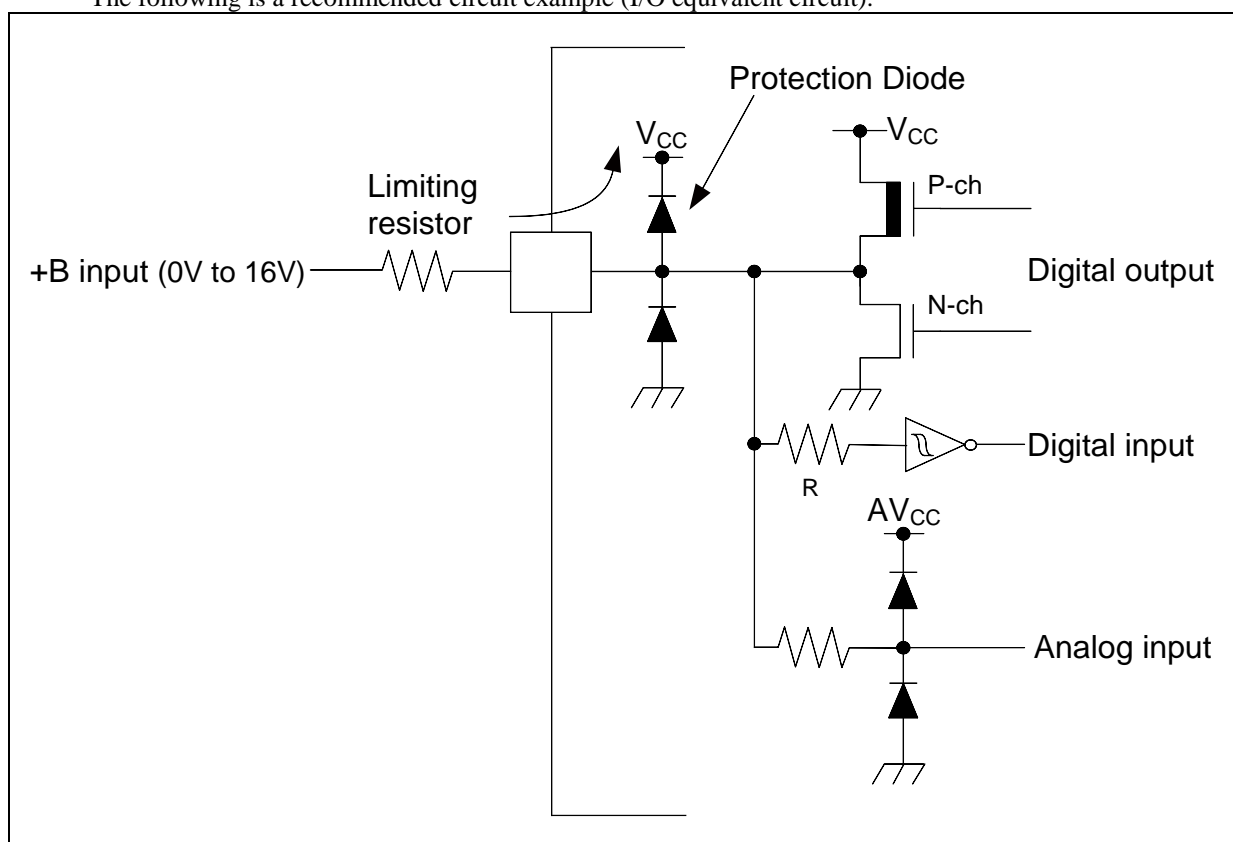 The following is a recommended circuit example (I/O equivalent circuit).
Protection Diode
VCC
VCC
Limiting
resistor
P-ch
+B input (0V to 16V)
Digital output
N-ch
Digital input
R
AVCC
Analog input